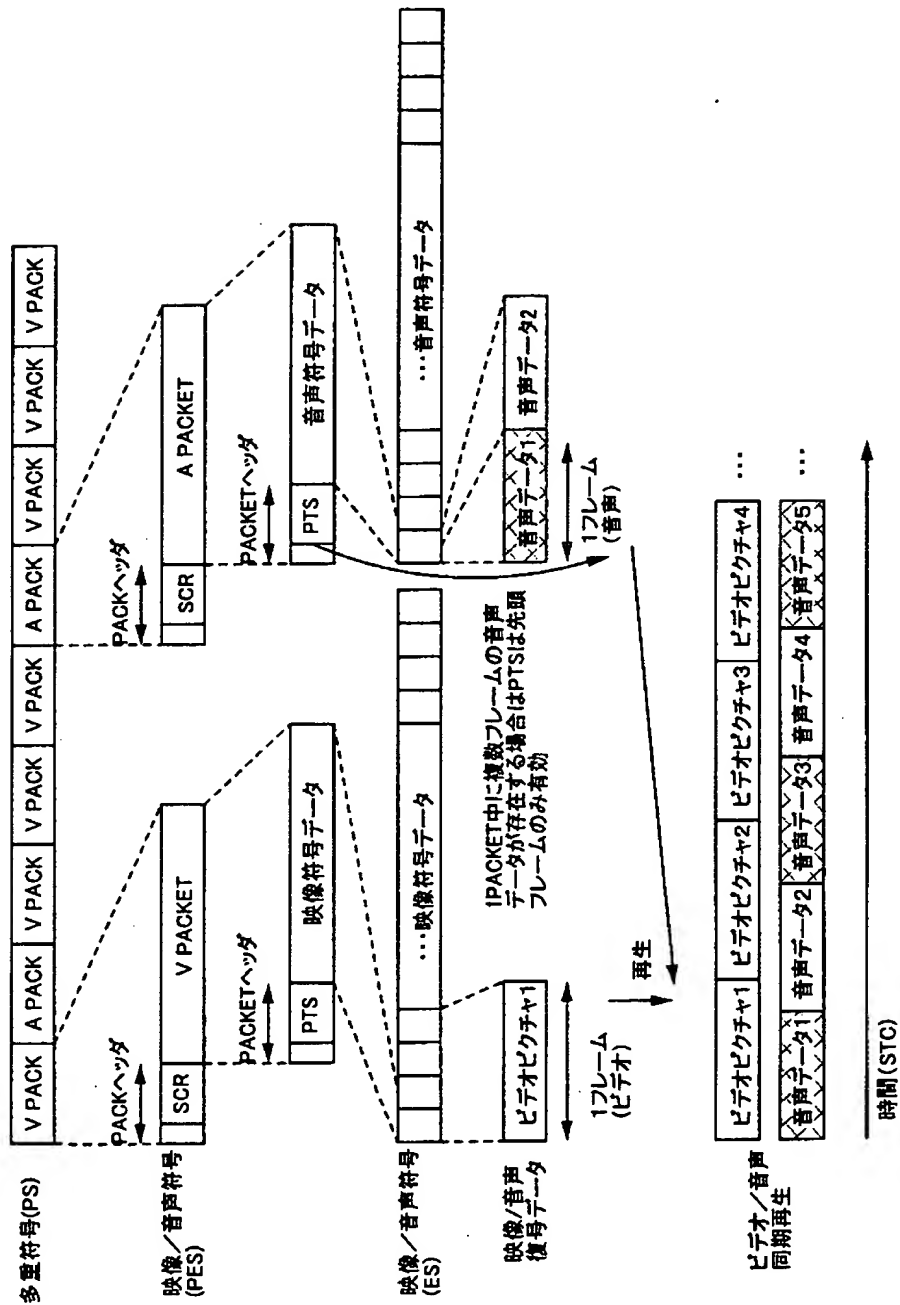 多重符号(PS)
V PACK A PACK V PACK V PACK V PACK A PACK V PACK V PACK V PACK
PACKヘッダ
PACKヘッダ
映像／音声符号
(PES)
SCR V PACKET
SCR A PACKET
PACKETヘッダ
PACKETヘッダ
PTS 映像符号データ
PTS 音声符号データ
映像／音声符号
(ES)
…映像符号データ
…音声符号データ
映像/音声
復号データ
ビデオピクチャ1
音声データ1 音声データ2
1フレーム
(ビデオ)
1フレーム
(音声)
1PACKET中に複数フレームの音声
データが存在する場合はPTSは先頭
フレームのみ有効
再生
ビデオ／音声
同期再生
ビデオピクチャ1 ビデオピクチャ2 ビデオピクチャ3 ビデオピクチャ4 …
音声データ1 音声データ2 音声データ3 音声データ4 音声データ5 …
時間(STC)